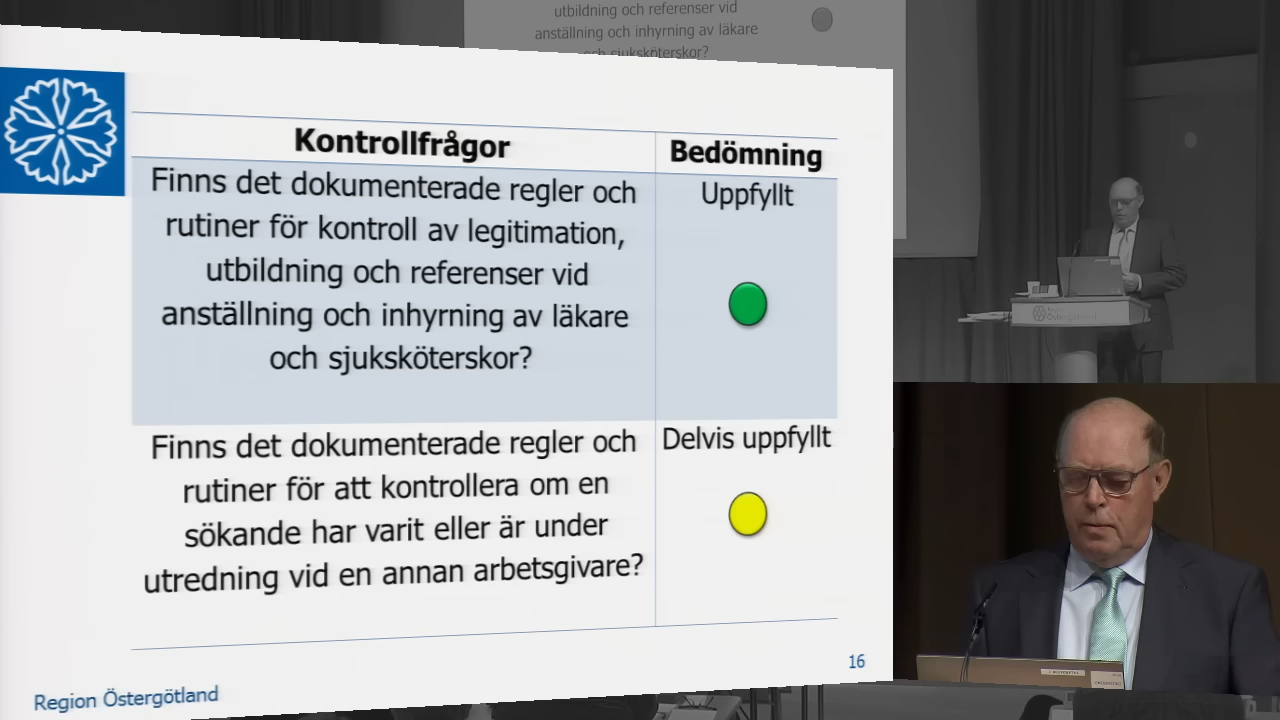 utbildning och referenser vid
anställning och inhyrning av läkare
och sjuksköterskor?
Kontrollfrågor
Bedömning
Finns det dokumenterade regler och
rutiner för kontroll av legitimation,
utbildning och referenser vid
anställning och inhyrning av läkare
och sjuksköterskor?
Uppfyllt
Finns det dokumenterade regler och
rutiner för att kontrollera om en
sökande har varit eller är under
utredning vid en annan arbetsgivare?
Delvis uppfyllt
16
Region Östergötland
Östergötland